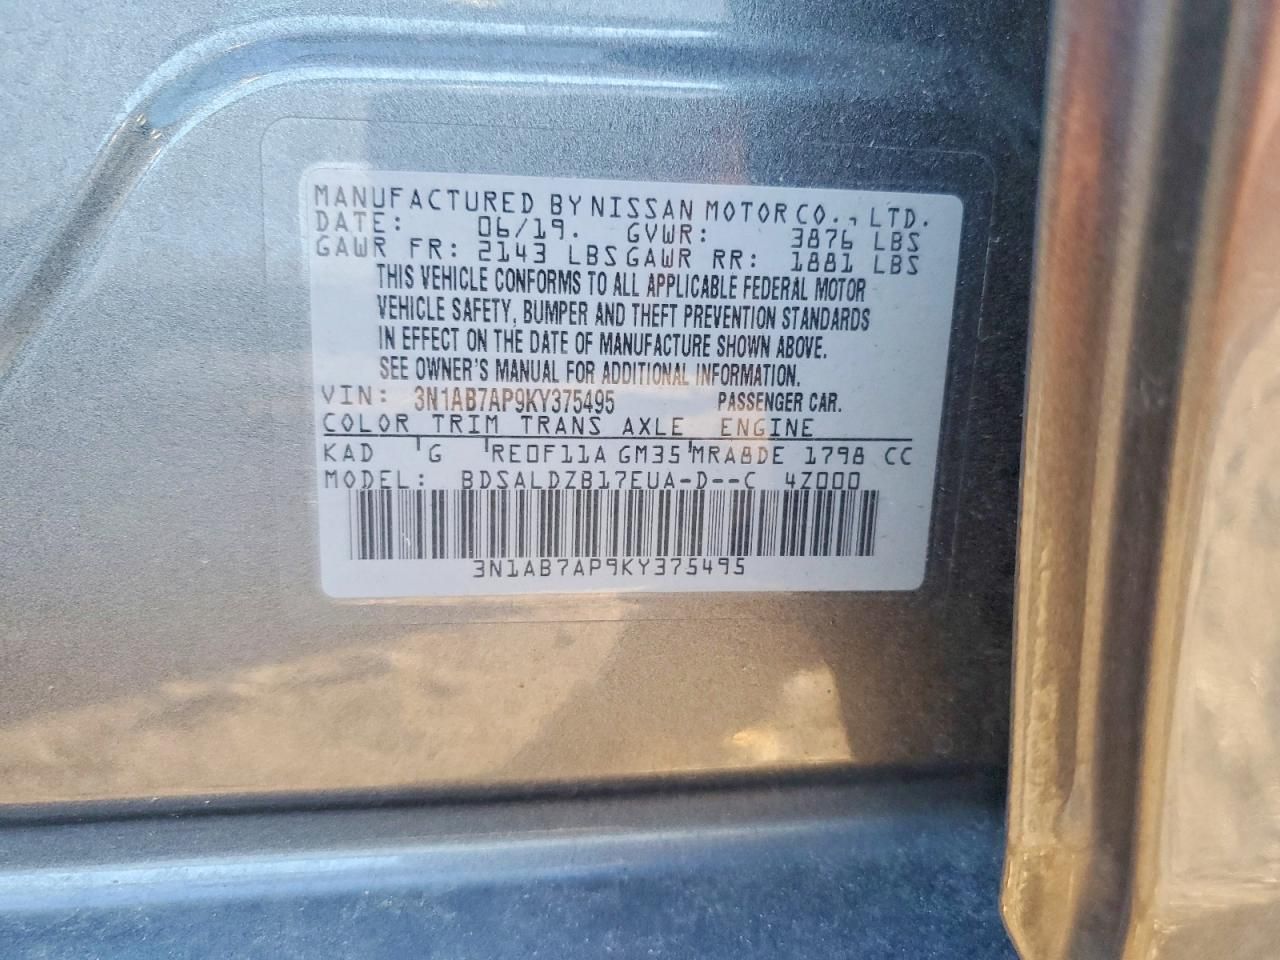 MANUFACTURED BY NISSAN MOTOR CO., LTD.
DATE: 06/19. GVWR: 3876 LBS
GAWR FR: 2143 LBS GAWR RR: 1881 LBS
THIS VEHICLE CONFORMS TO ALL APPLICABLE FEDERAL MOTOR
VEHICLE SAFETY, BUMPER AND THEFT PREVENTION STANDARDS
IN EFFECT ON THE DATE OF MANUFACTURE SHOWN ABOVE.
SEE OWNER'S MANUAL FOR ADDITIONAL INFORMATION.
VIN: 3N1AB7AP9KY375495 PASSENGER CAR.
COLOR TRIM TRANS AXLE ENGINE
KAD G RE0F11A GM35 MRA8DE 1798 CC
MODEL: BDSALDZB17EUA-D--C 4Z000
3N1AB7AP9KY375495